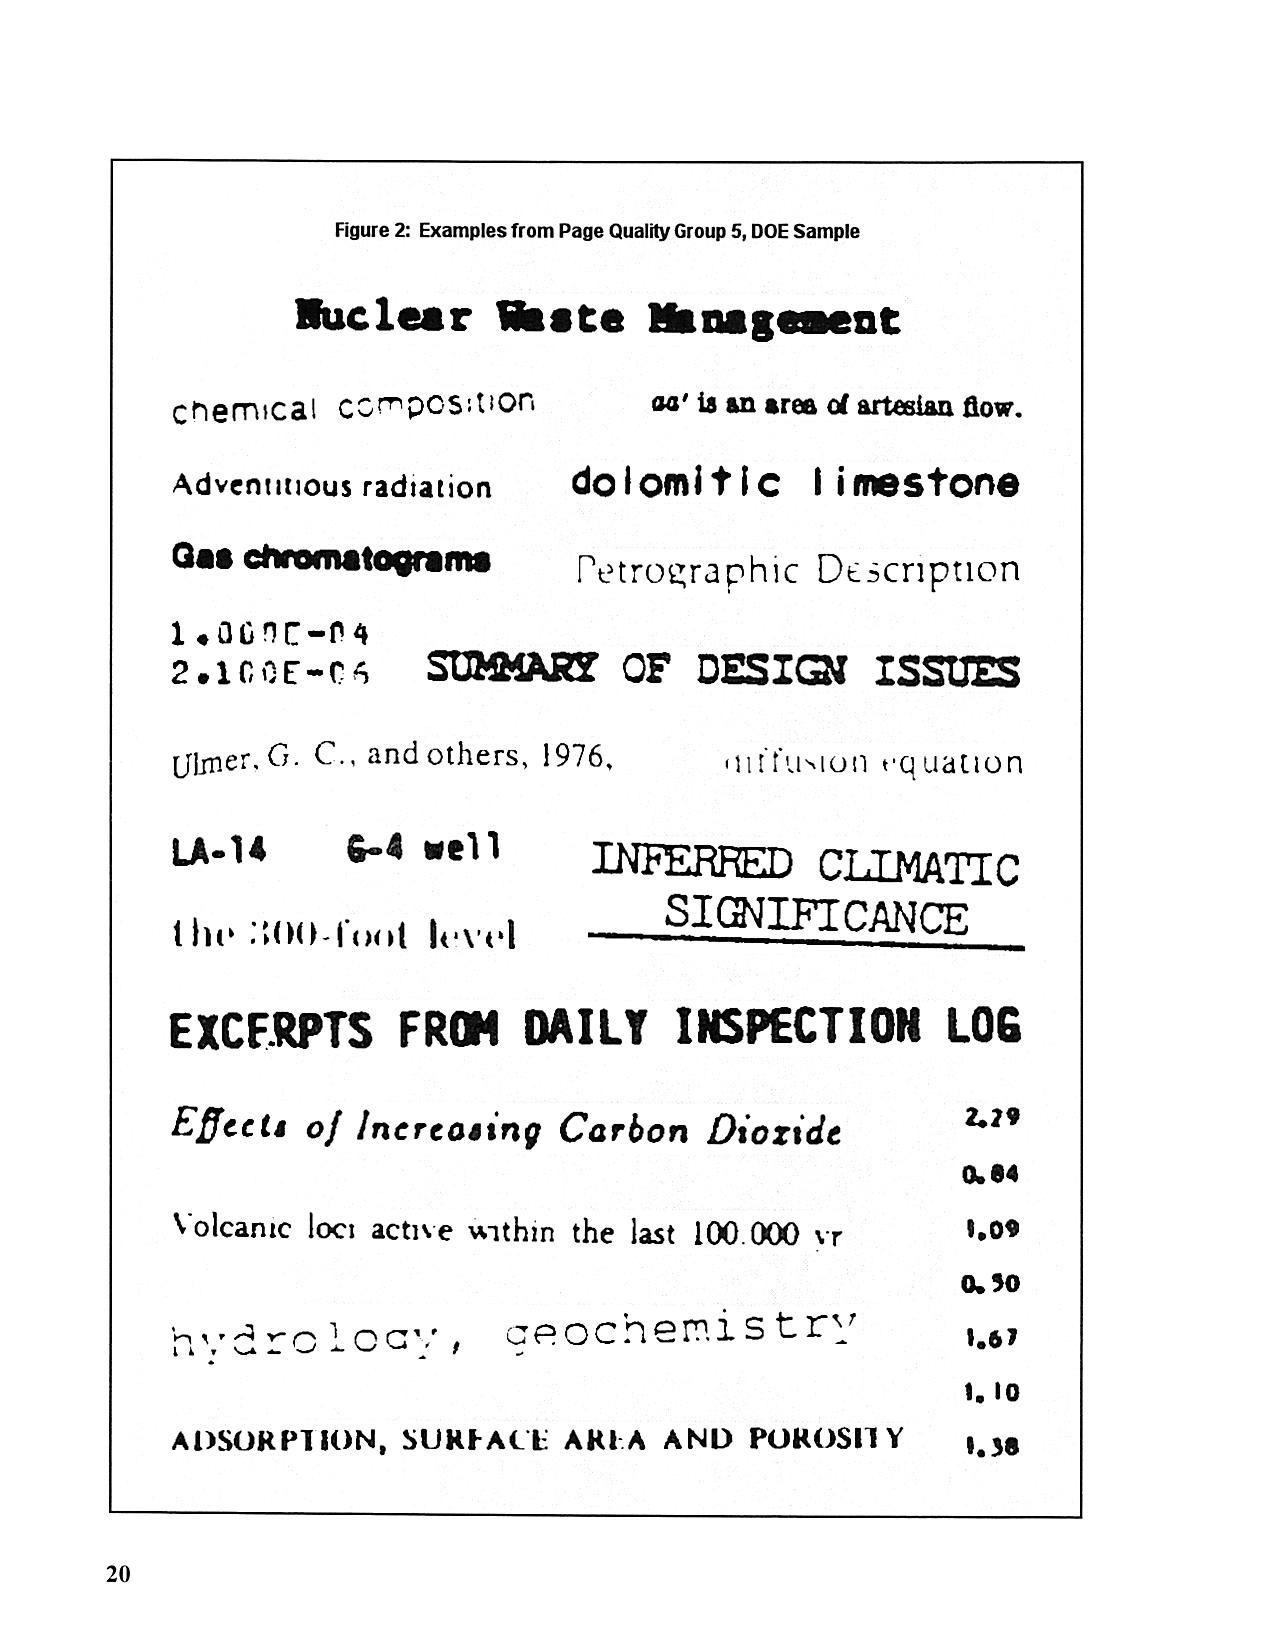 Figure 2: Examples from Page Quality Group 5, DOE Sample
Nuclear Waste Management
chemical composition
aa' is an area of artesian flow.
Adventitious radiation
dolomitic limestone
Gas chromatograms
Petrographic Description
1.000E-04
2.100E-06
SUMMARY OF DESIGN ISSUES
Ulmer, G. C., and others, 1976,
diffusion equation
LA-14 G-4 well
INFERRED CLIMATIC
SIGNIFICANCE
the 300-foot level
EXCERPTS FROM DAILY INSPECTION LOG
Effects of Increasing Carbon Dioxide
2.29
0.84
Volcanic loci active within the last 100.000 yr
1.09
0.50
hydrology, geochemistry
1.67
1.10
ADSORPTION, SURFACE AREA AND POROSITY
1.38
20